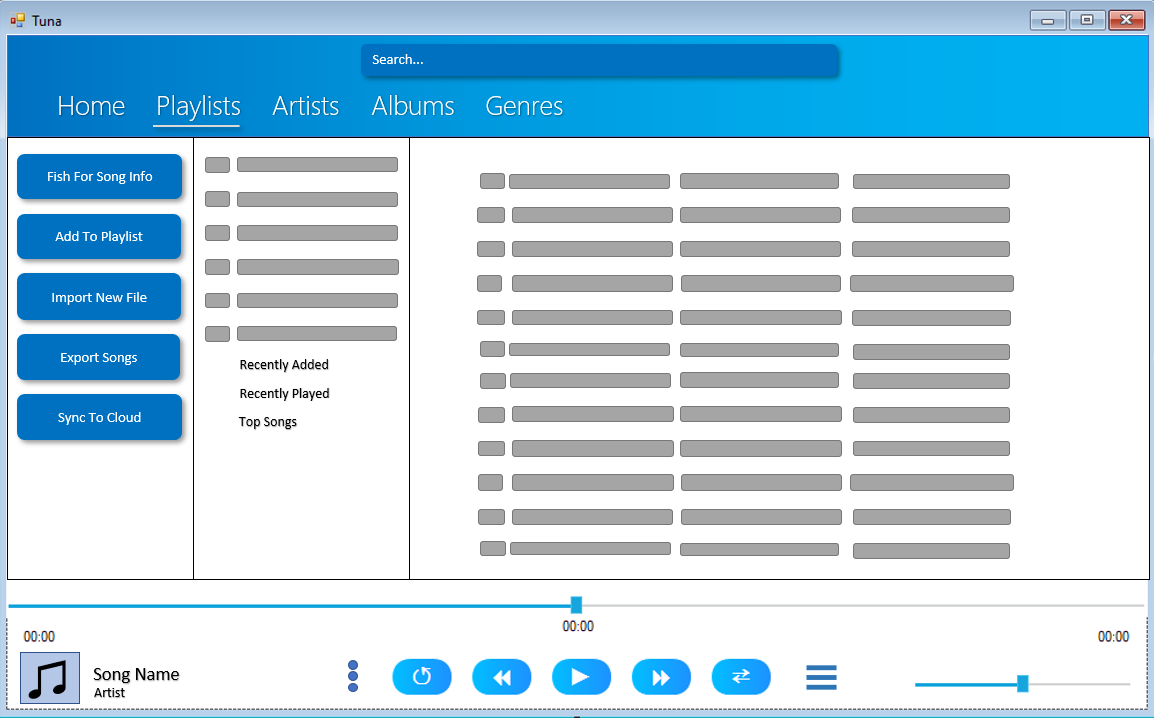 Tuna
Search...
Home Playlists Artists Albums Genres
Fish For Song Info
Add To Playlist
Import New File
Export Songs
Sync To Cloud
Recently Added
Recently Played
Top Songs
00:00
00:00
00:00
Song Name
Artist